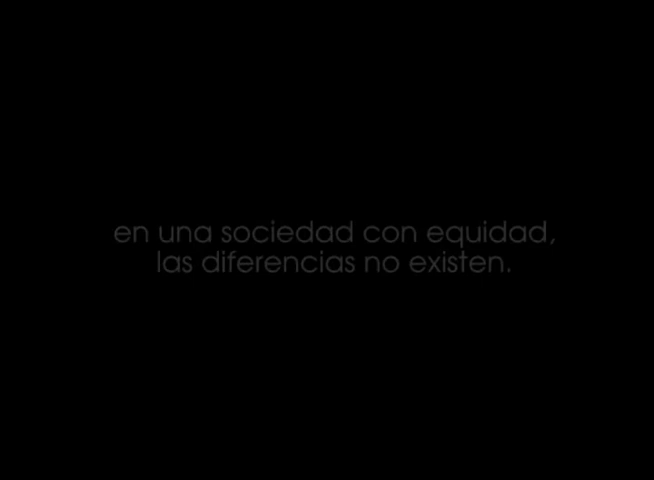 en una sociedad con equidad,
las diferencias no existen.